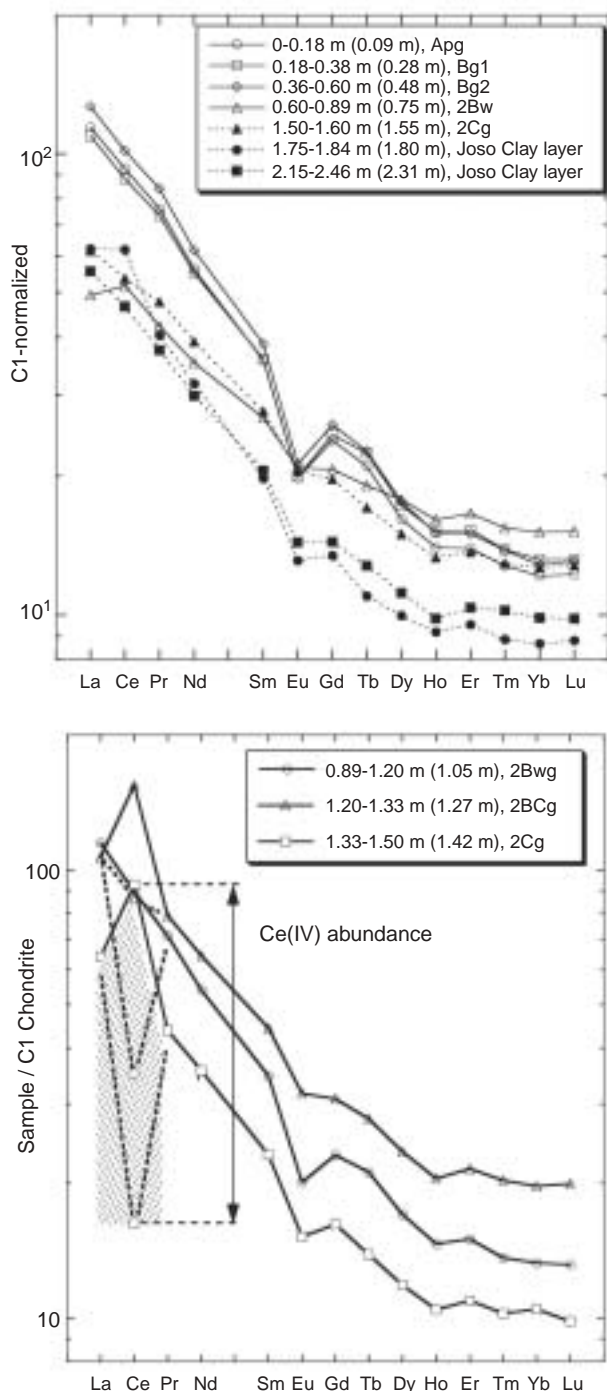 0-0.18 m (0.09 m), Apg
0.18-0.38 m (0.28 m), Bg1
0.36-0.60 m (0.48 m), Bg2
0.60-0.89 m (0.75 m), 2Bw
1.50-1.60 m (1.55 m), 2Cg
1.75-1.84 m (1.80 m), Joso Clay layer
2.15-2.46 m (2.31 m), Joso Clay layer
10²
10¹
C1-normalized
La Ce Pr Nd Sm Eu Gd Tb Dy Ho Er Tm Yb Lu
0.89-1.20 m (1.05 m), 2Bwg
1.20-1.33 m (1.27 m), 2BCg
1.33-1.50 m (1.42 m), 2Cg
100
Ce(IV) abundance
Sample / C1 Chondrite
10
La Ce Pr Nd Sm Eu Gd Tb Dy Ho Er Tm Yb Lu